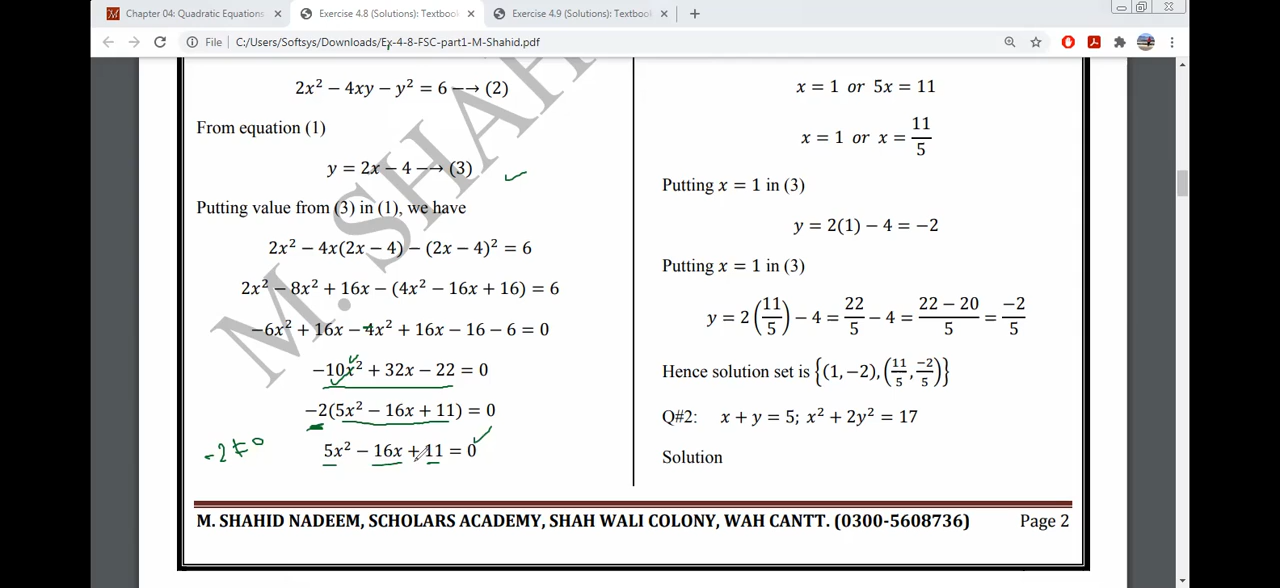 Chapter 04: Quadratic Equations
Exercise 4.8 (Solutions): Textbook
Exercise 4.9 (Solutions): Textbook
File C:/Users/Softsys/Downloads/Ex-4-8-FSC-part1-M-Shahid.pdf
2x² − 4xy − y² = 6 ⟶ (2)
From equation (1)
y = 2x − 4 ⟶ (3)
Putting value from (3) in (1), we have
2x² − 4x(2x − 4) − (2x − 4)² = 6
2x² − 8x² + 16x − (4x² − 16x + 16) = 6
−6x² + 16x − 4x² + 16x − 16 − 6 = 0
−10x² + 32x − 22 = 0
−2(5x² − 16x + 11) = 0
-2 ≠ 0
5x² − 16x + 11 = 0
x = 1 or 5x = 11
x = 1 or x = 11/5
Putting x = 1 in (3)
y = 2(1) − 4 = −2
Putting x = 1 in (3)
y = 2(11/5) − 4 = 22/5 − 4 = (22 − 20)/5 = −2/5
Hence solution set is {(1, −2), (11/5, −2/5)}
Q#2: x + y = 5; x² + 2y² = 17
Solution
M. SHAHID NADEEM, SCHOLARS ACADEMY, SHAH WALI COLONY, WAH CANTT. (0300-5608736) Page 2
M. SHA